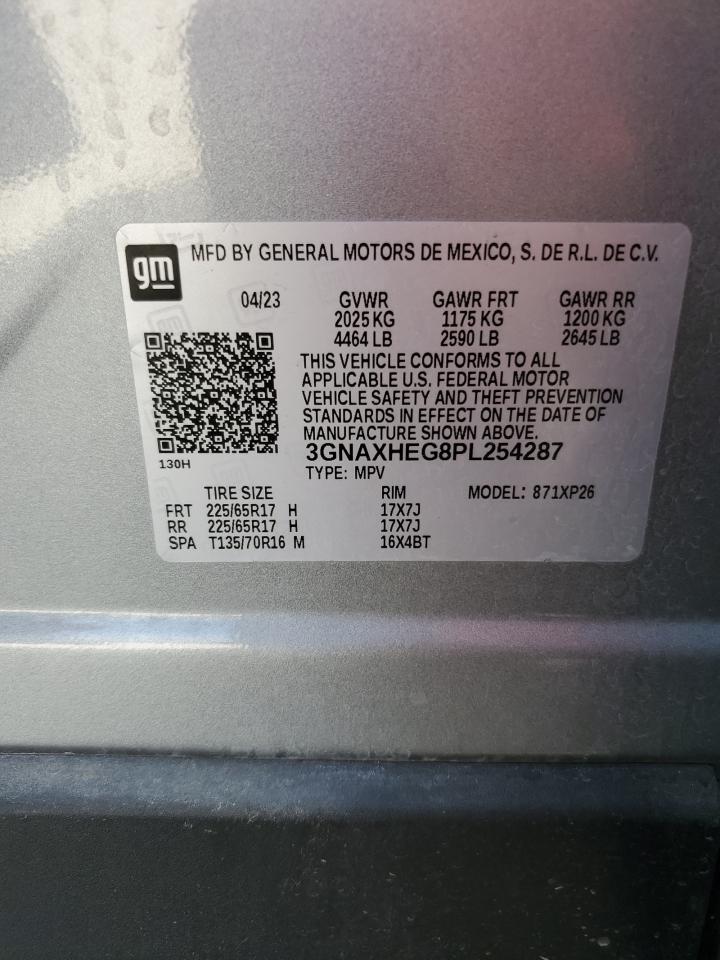 gm
MFD BY GENERAL MOTORS DE MEXICO, S. DE R.L. DE C.V.
04/23 GVWR GAWR FRT GAWR RR
2025 KG 1175 KG 1200 KG
4464 LB 2590 LB 2645 LB
THIS VEHICLE CONFORMS TO ALL
APPLICABLE U.S. FEDERAL MOTOR
VEHICLE SAFETY AND THEFT PREVENTION
STANDARDS IN EFFECT ON THE DATE OF
MANUFACTURE SHOWN ABOVE.
3GNAXHEG8PL254287
130H
TYPE: MPV
TIRE SIZE RIM MODEL: 871XP26
FRT 225/65R17 H 17X7J
RR 225/65R17 H 17X7J
SPA T135/70R16 M 16X4BT